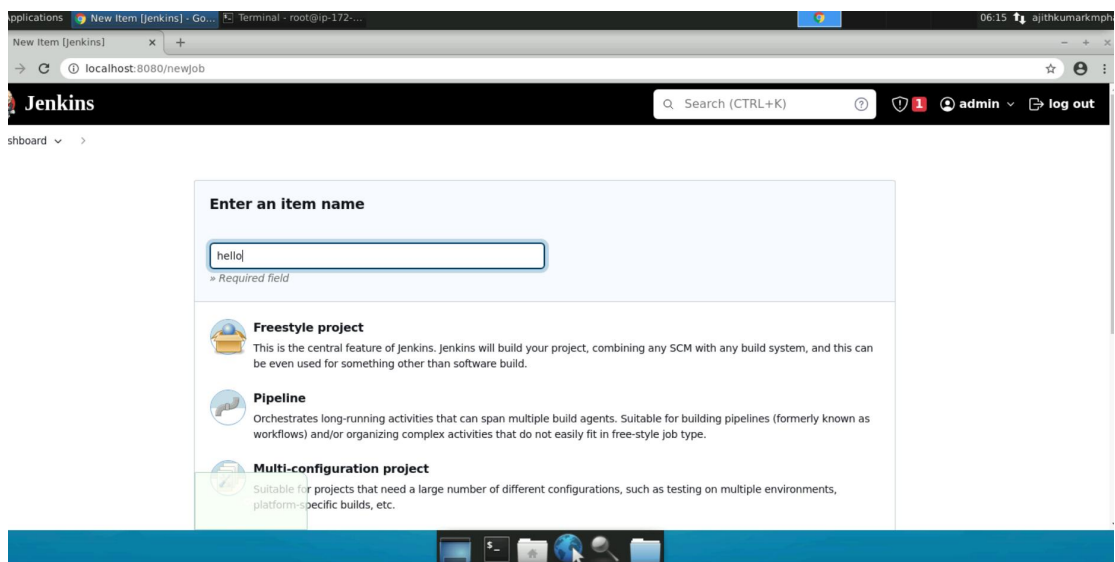 Applications New Item [Jenkins] - Go... Terminal - root@ip-172-... 06:15 ajithkumarkmpha
New Item [Jenkins] × +
localhost:8080/newJob
Jenkins Search (CTRL+K) 1 admin log out
shboard >
Enter an item name
hello
» Required field
Freestyle project
This is the central feature of Jenkins. Jenkins will build your project, combining any SCM with any build system, and this can
be even used for something other than software build.
Pipeline
Orchestrates long-running activities that can span multiple build agents. Suitable for building pipelines (formerly known as
workflows) and/or organizing complex activities that do not easily fit in free-style job type.
Multi-configuration project
Suitable for projects that need a large number of different configurations, such as testing on multiple environments,
platform-specific builds, etc.